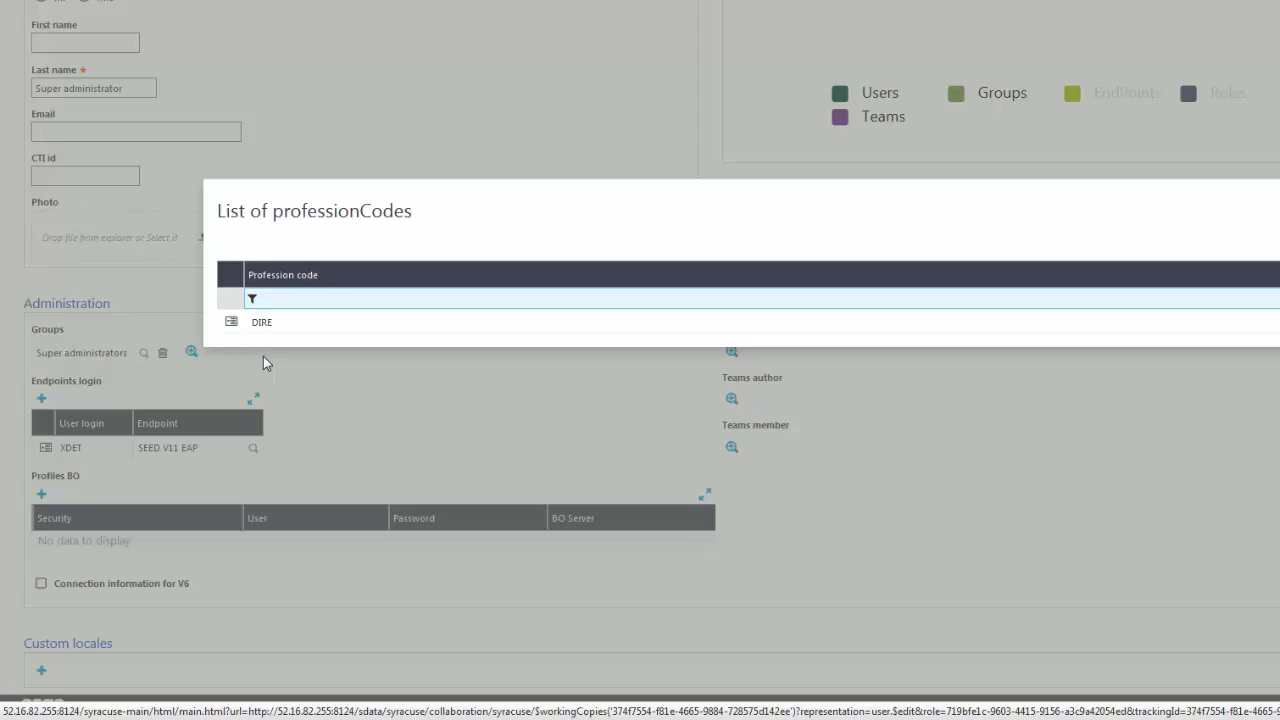 First name
Last name *
Super administrator
Email
CTI id
Photo
Drop file from explorer or Select it
Users
Groups
EndPoints
Roles
Teams
List of professionCodes
Profession code
DIRE
Administration
Groups
Super administrators
Endpoints login
User login
Endpoint
XDET
SEED V11 EAP
Profiles BO
Security
User
Password
BO Server
No data to display
Connection information for V6
Teams author
Teams member
Custom locales
52.16.82.255:8124/syracuse-main/html/main.html?url=http://52.16.82.255:8124/sdata/syracuse/collaboration/syracuse/$workingCopies('374f7554-f81e-4665-9884-728575d142ee')?representation=user.$edit&role=719bfe1c-9603-4415-9156-a3c9a42054ed&trackingId=374f7554-f81e-4665-9